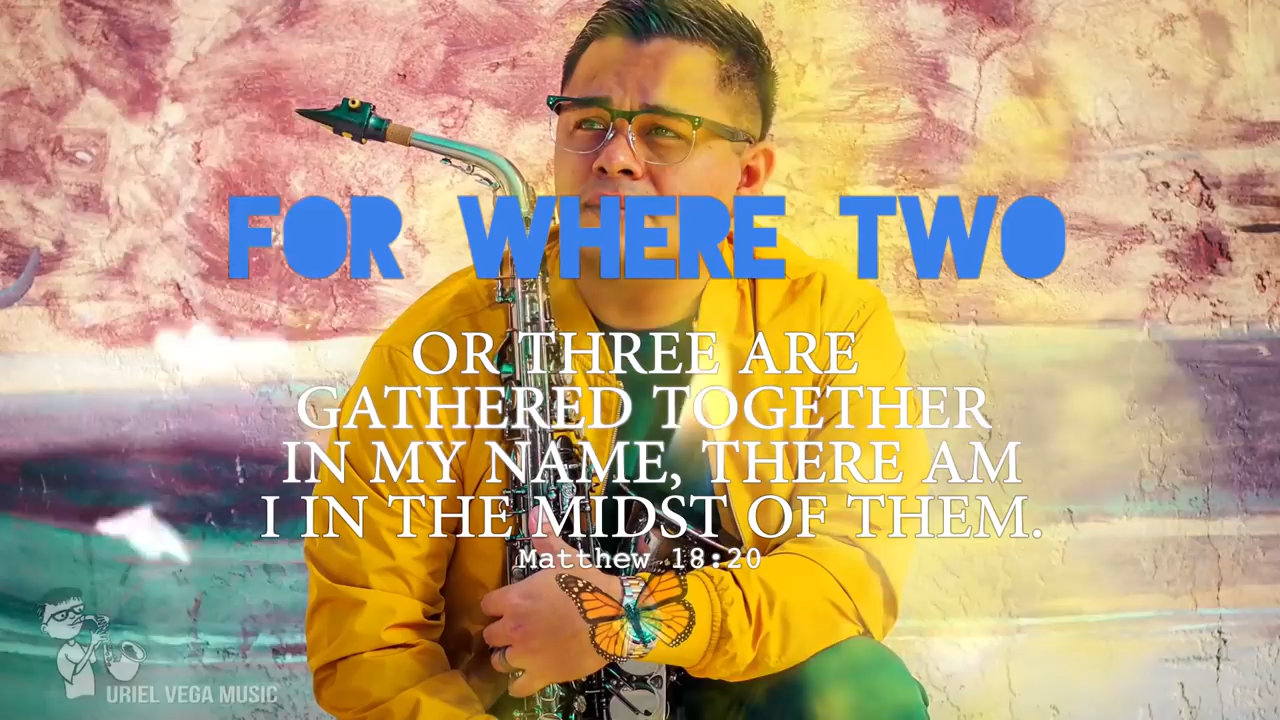 FOR WHERE TWO
OR THREE ARE
GATHERED TOGETHER
IN MY NAME, THERE AM
I IN THE MIDST OF THEM.
Matthew 18:20
URIEL VEGA MUSIC